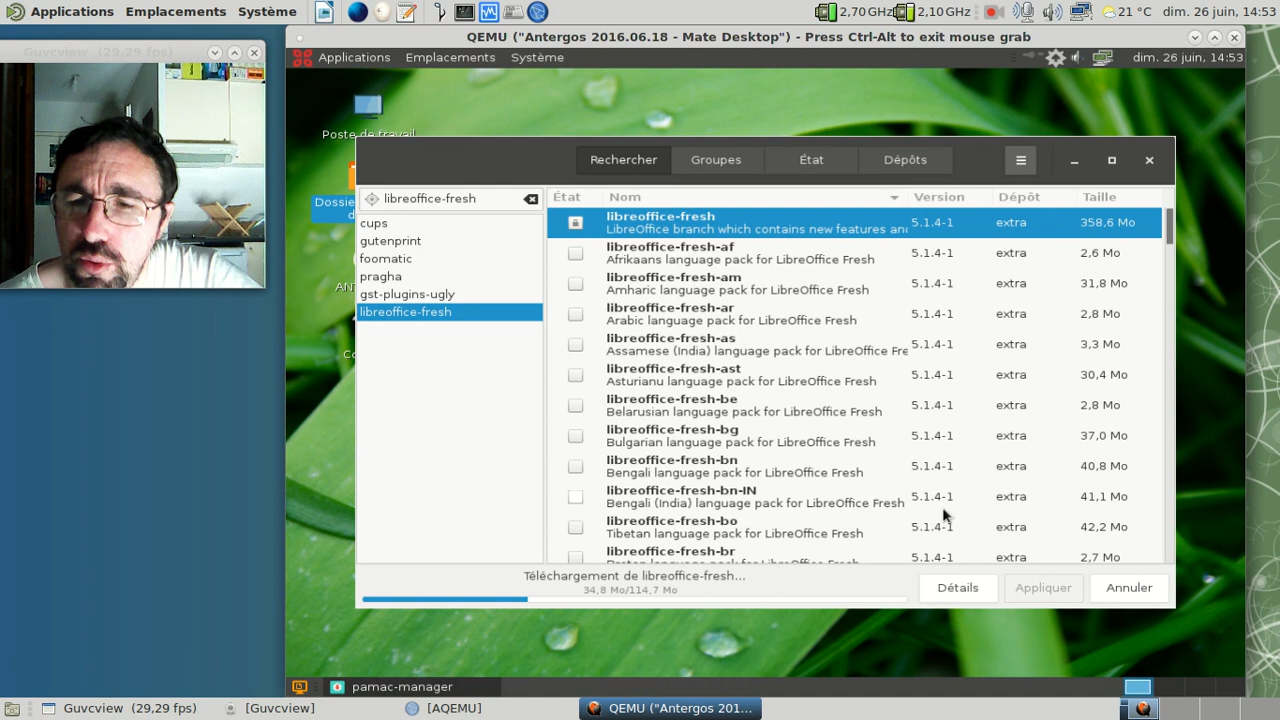 Applications Emplacements Système
2,70 GHz 2,10 GHz 21 °C dim. 26 juin, 14:53
Guvcview (29,29 fps)
QEMU ("Antergos 2016.06.18 - Mate Desktop") - Press Ctrl-Alt to exit mouse grab
Applications Emplacements Système dim. 26 juin, 14:53
Poste de travail
Rechercher Groupes État Dépôts
libreoffice-fresh
cups
gutenprint
foomatic
pragha
gst-plugins-ugly
libreoffice-fresh
État Nom Version Dépôt Taille
libreoffice-fresh
LibreOffice branch which contains new features and
5.1.4-1 extra 358,6 Mo
libreoffice-fresh-af
Afrikaans language pack for LibreOffice Fresh
5.1.4-1 extra 2,6 Mo
libreoffice-fresh-am
Amharic language pack for LibreOffice Fresh
5.1.4-1 extra 31,8 Mo
libreoffice-fresh-ar
Arabic language pack for LibreOffice Fresh
5.1.4-1 extra 2,8 Mo
libreoffice-fresh-as
Assamese (India) language pack for LibreOffice Fre
5.1.4-1 extra 3,3 Mo
libreoffice-fresh-ast
Asturianu language pack for LibreOffice Fresh
5.1.4-1 extra 30,4 Mo
libreoffice-fresh-be
Belarusian language pack for LibreOffice Fresh
5.1.4-1 extra 2,8 Mo
libreoffice-fresh-bg
Bulgarian language pack for LibreOffice Fresh
5.1.4-1 extra 37,0 Mo
libreoffice-fresh-bn
Bengali language pack for LibreOffice Fresh
5.1.4-1 extra 40,8 Mo
libreoffice-fresh-bn-IN
Bengali (India) language pack for LibreOffice Fresh
5.1.4-1 extra 41,1 Mo
libreoffice-fresh-bo
Tibetan language pack for LibreOffice Fresh
5.1.4-1 extra 42,2 Mo
libreoffice-fresh-br
5.1.4-1 extra 2,7 Mo
Téléchargement de libreoffice-fresh...
34,8 Mo/114,7 Mo
Détails Appliquer Annuler
pamac-manager
Guvcview (29,29 fps) [Guvcview] [AQEMU] QEMU ("Antergos 201...